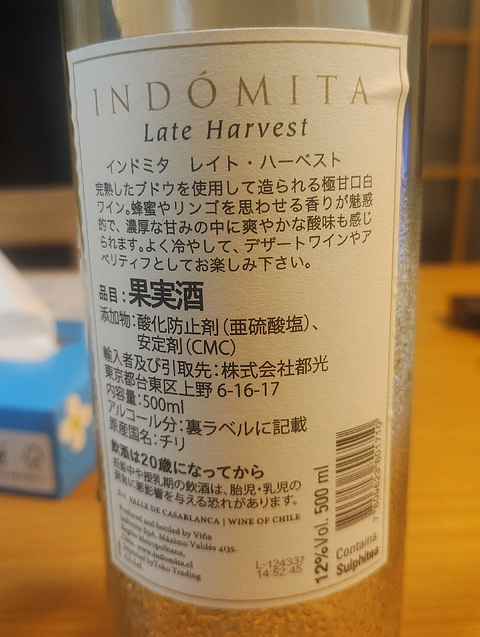 INDÓMITA
Late Harvest
インドミタ レイト・ハーベスト
完熟したブドウを使用して造られる極甘口白
ワイン。蜂蜜やリンゴを思わせる香りが魅惑
的で、濃厚な甘みの中に爽やかな酸味も感じ
られます。よく冷やして、デザートワインやア
ペリティフとしてお楽しみ下さい。
品目:果実酒
添加物:酸化防止剤(亜硫酸塩)、
安定剤(CMC)
輸入者及び引取先:株式会社都光
東京都台東区上野 6-16-17
内容量:500ml
アルコール分:裏ラベルに記載
原産国名:チリ
飲酒は20歳になってから
妊娠中や授乳期の飲酒は、胎児・乳児の
発育に悪影響を与える恐れがあります。
D.O. VALLE DE CASABLANCA | WINE OF CHILE
Produced and bottled by Viña
Indómita SpA. Máximo Valdés 4135.
Región Metropolitana,
Chile. www.indomita.cl
Imported by Toko Trading
Co., Ltd.
L-124337
14:52:45
12%Vol. 500 ml
Contains
Sulphites